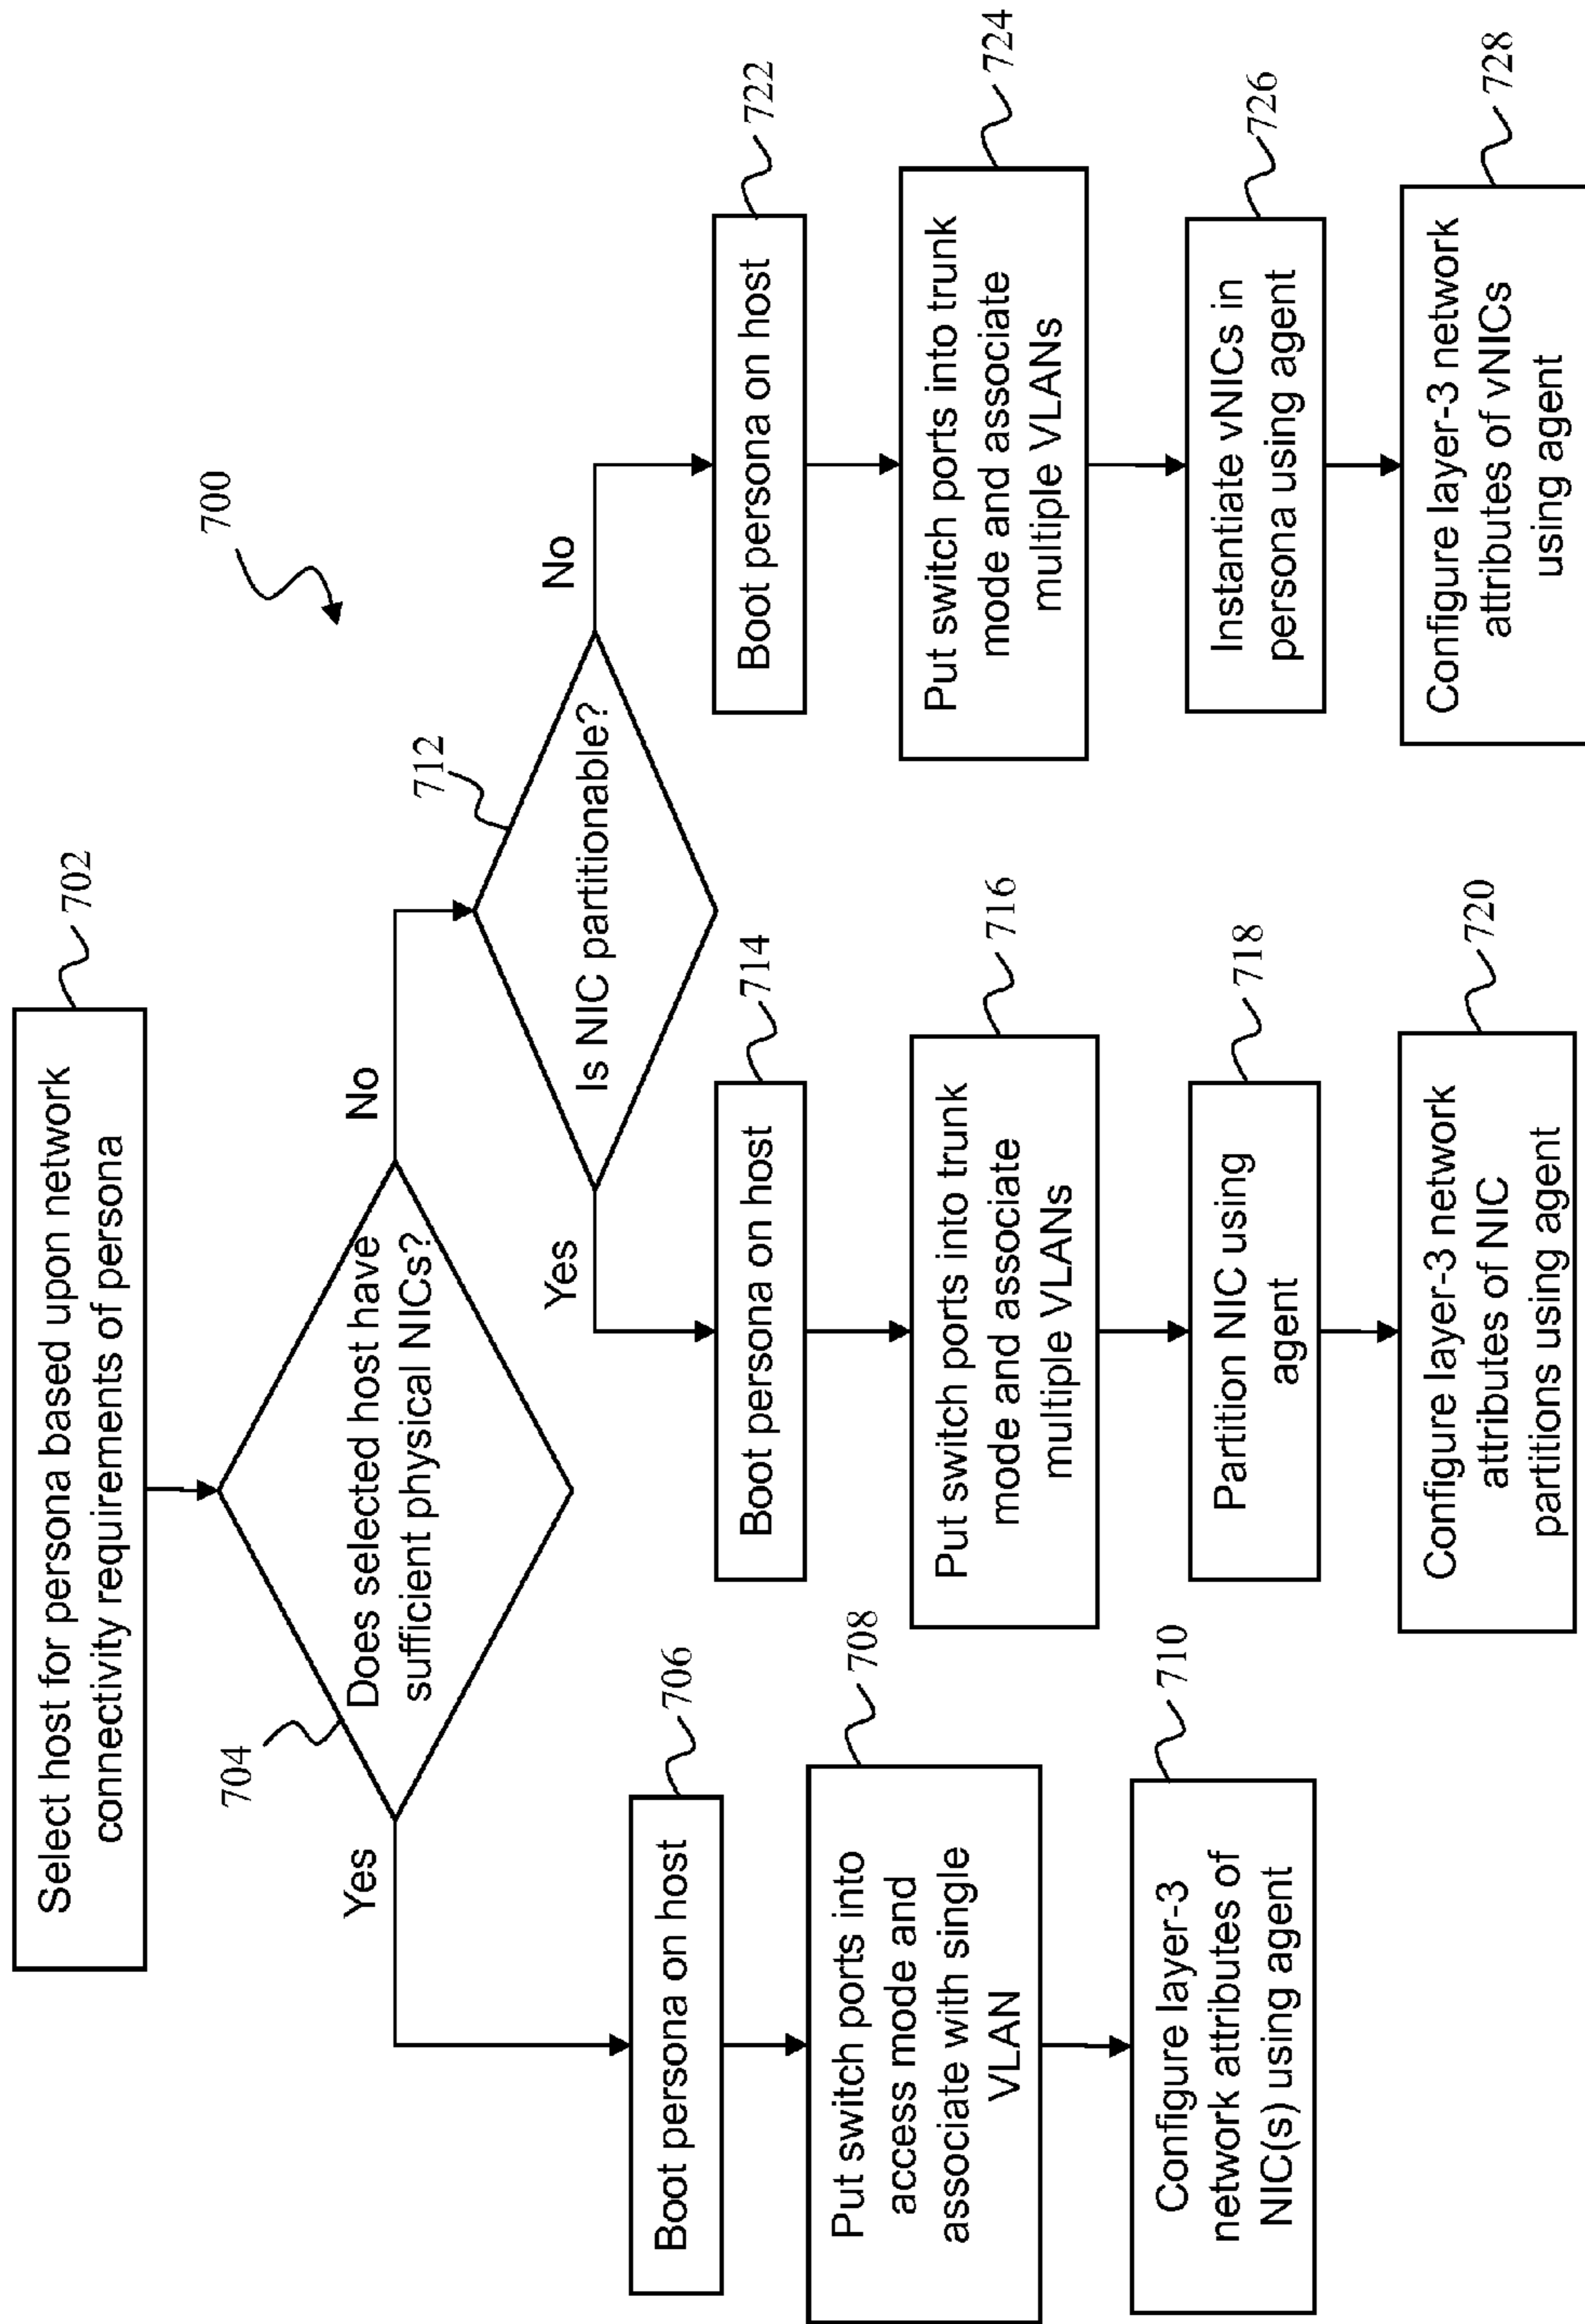 700
Select host for persona based upon network
connectivity requirements of persona
702
Does selected host have
sufficient physical NICs?
704
Yes
No
Boot persona on host
706
Put switch ports into
access mode and
associate with single
VLAN
708
Configure layer-3
network attributes of
NIC(s) using agent
710
Is NIC partitionable?
712
Yes
No
Boot persona on host
714
Put switch ports into trunk
mode and associate
multiple VLANs
716
Partition NIC using
agent
718
Configure layer-3 network
attributes of NIC
partitions using agent
720
Boot persona on host
722
Put switch ports into trunk
mode and associate
multiple VLANs
724
Instantiate vNICs in
persona using agent
726
Configure layer-3 network
attributes of vNICs
using agent
728